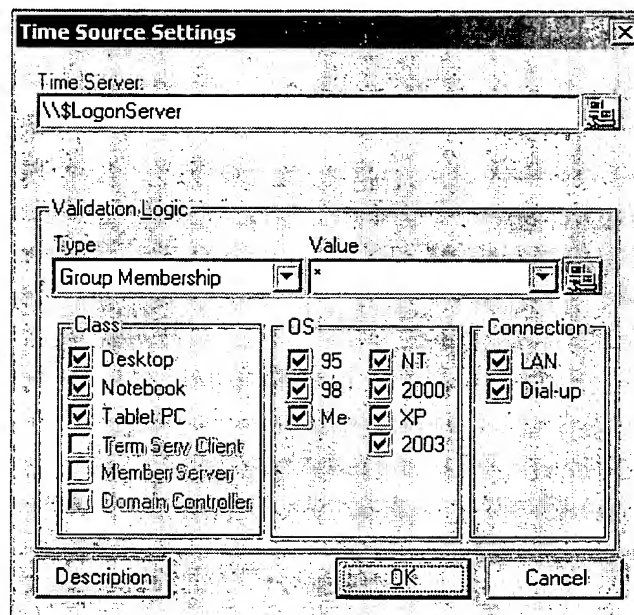 Time Source Settings
Time Server:
\\$LogonServer
Validation Logic
Type Value
Group Membership *
Class OS Connection
Desktop 95 NT LAN
Notebook 98 2000 Dial-up
Tablet PC Me XP
Term Serv Client 2003
Member Server
Domain Controller
Description OK Cancel